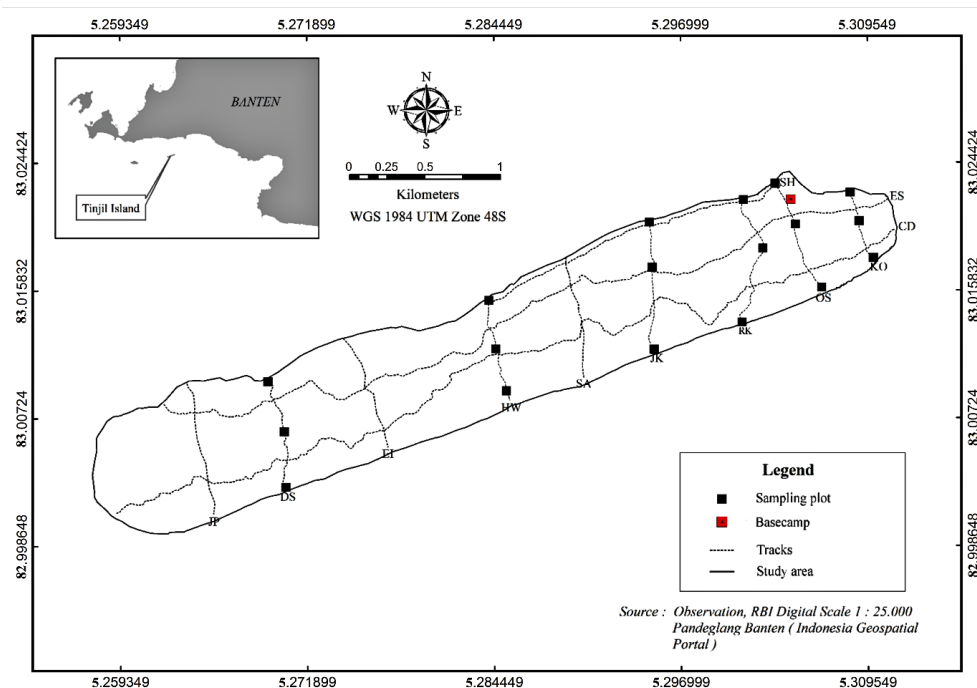 5.259349 5.271899 5.284449 5.296999 5.309549
BANTEN
Tinjil Island
N
W E
S
0 0.25 0.5 1
Kilometers
WGS 1984 UTM Zone 48S
83.024424 83.024424
83.015832 83.015832
83.00724 83.00724
82.998648 82.998648
SH
ES
CD
KO
OS
RK
JK
SA
HW
EI
DS
JP
Legend
Sampling plot
Basecamp
Tracks
Study area
Source : Observation, RBI Digital Scale 1 : 25.000
Pandeglang Banten ( Indonesia Geospatial
Portal )
5.259349 5.271899 5.284449 5.296999 5.309549